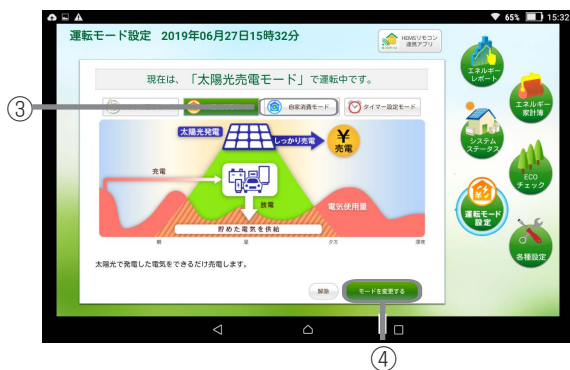 65% 15:32
運転モード設定 2019年06月27日15時32分
HEMSリモコン
連携アプリ
現在は、「太陽光売電モード」で運転中です。
自家消費モード
タイマー設定モード
太陽光発電
しっかり売電
¥
売電
充電
放電
電気使用量
貯めた電気を供給
朝 昼 夕方 深夜
太陽光で発電した電気をできるだけ売電します。
解除
モードを変更する
エネルギー
レポート
エネルギー
家計簿
システム
ステータス
ECO
チェック
運転モード
設定
各種設定
③
④